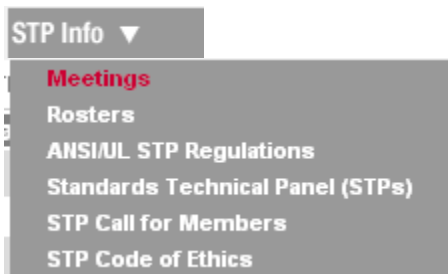 STP Info ▼
Meetings
Rosters
ANSI/UL STP Regulations
Standards Technical Panel (STPs)
STP Call for Members
STP Code of Ethics